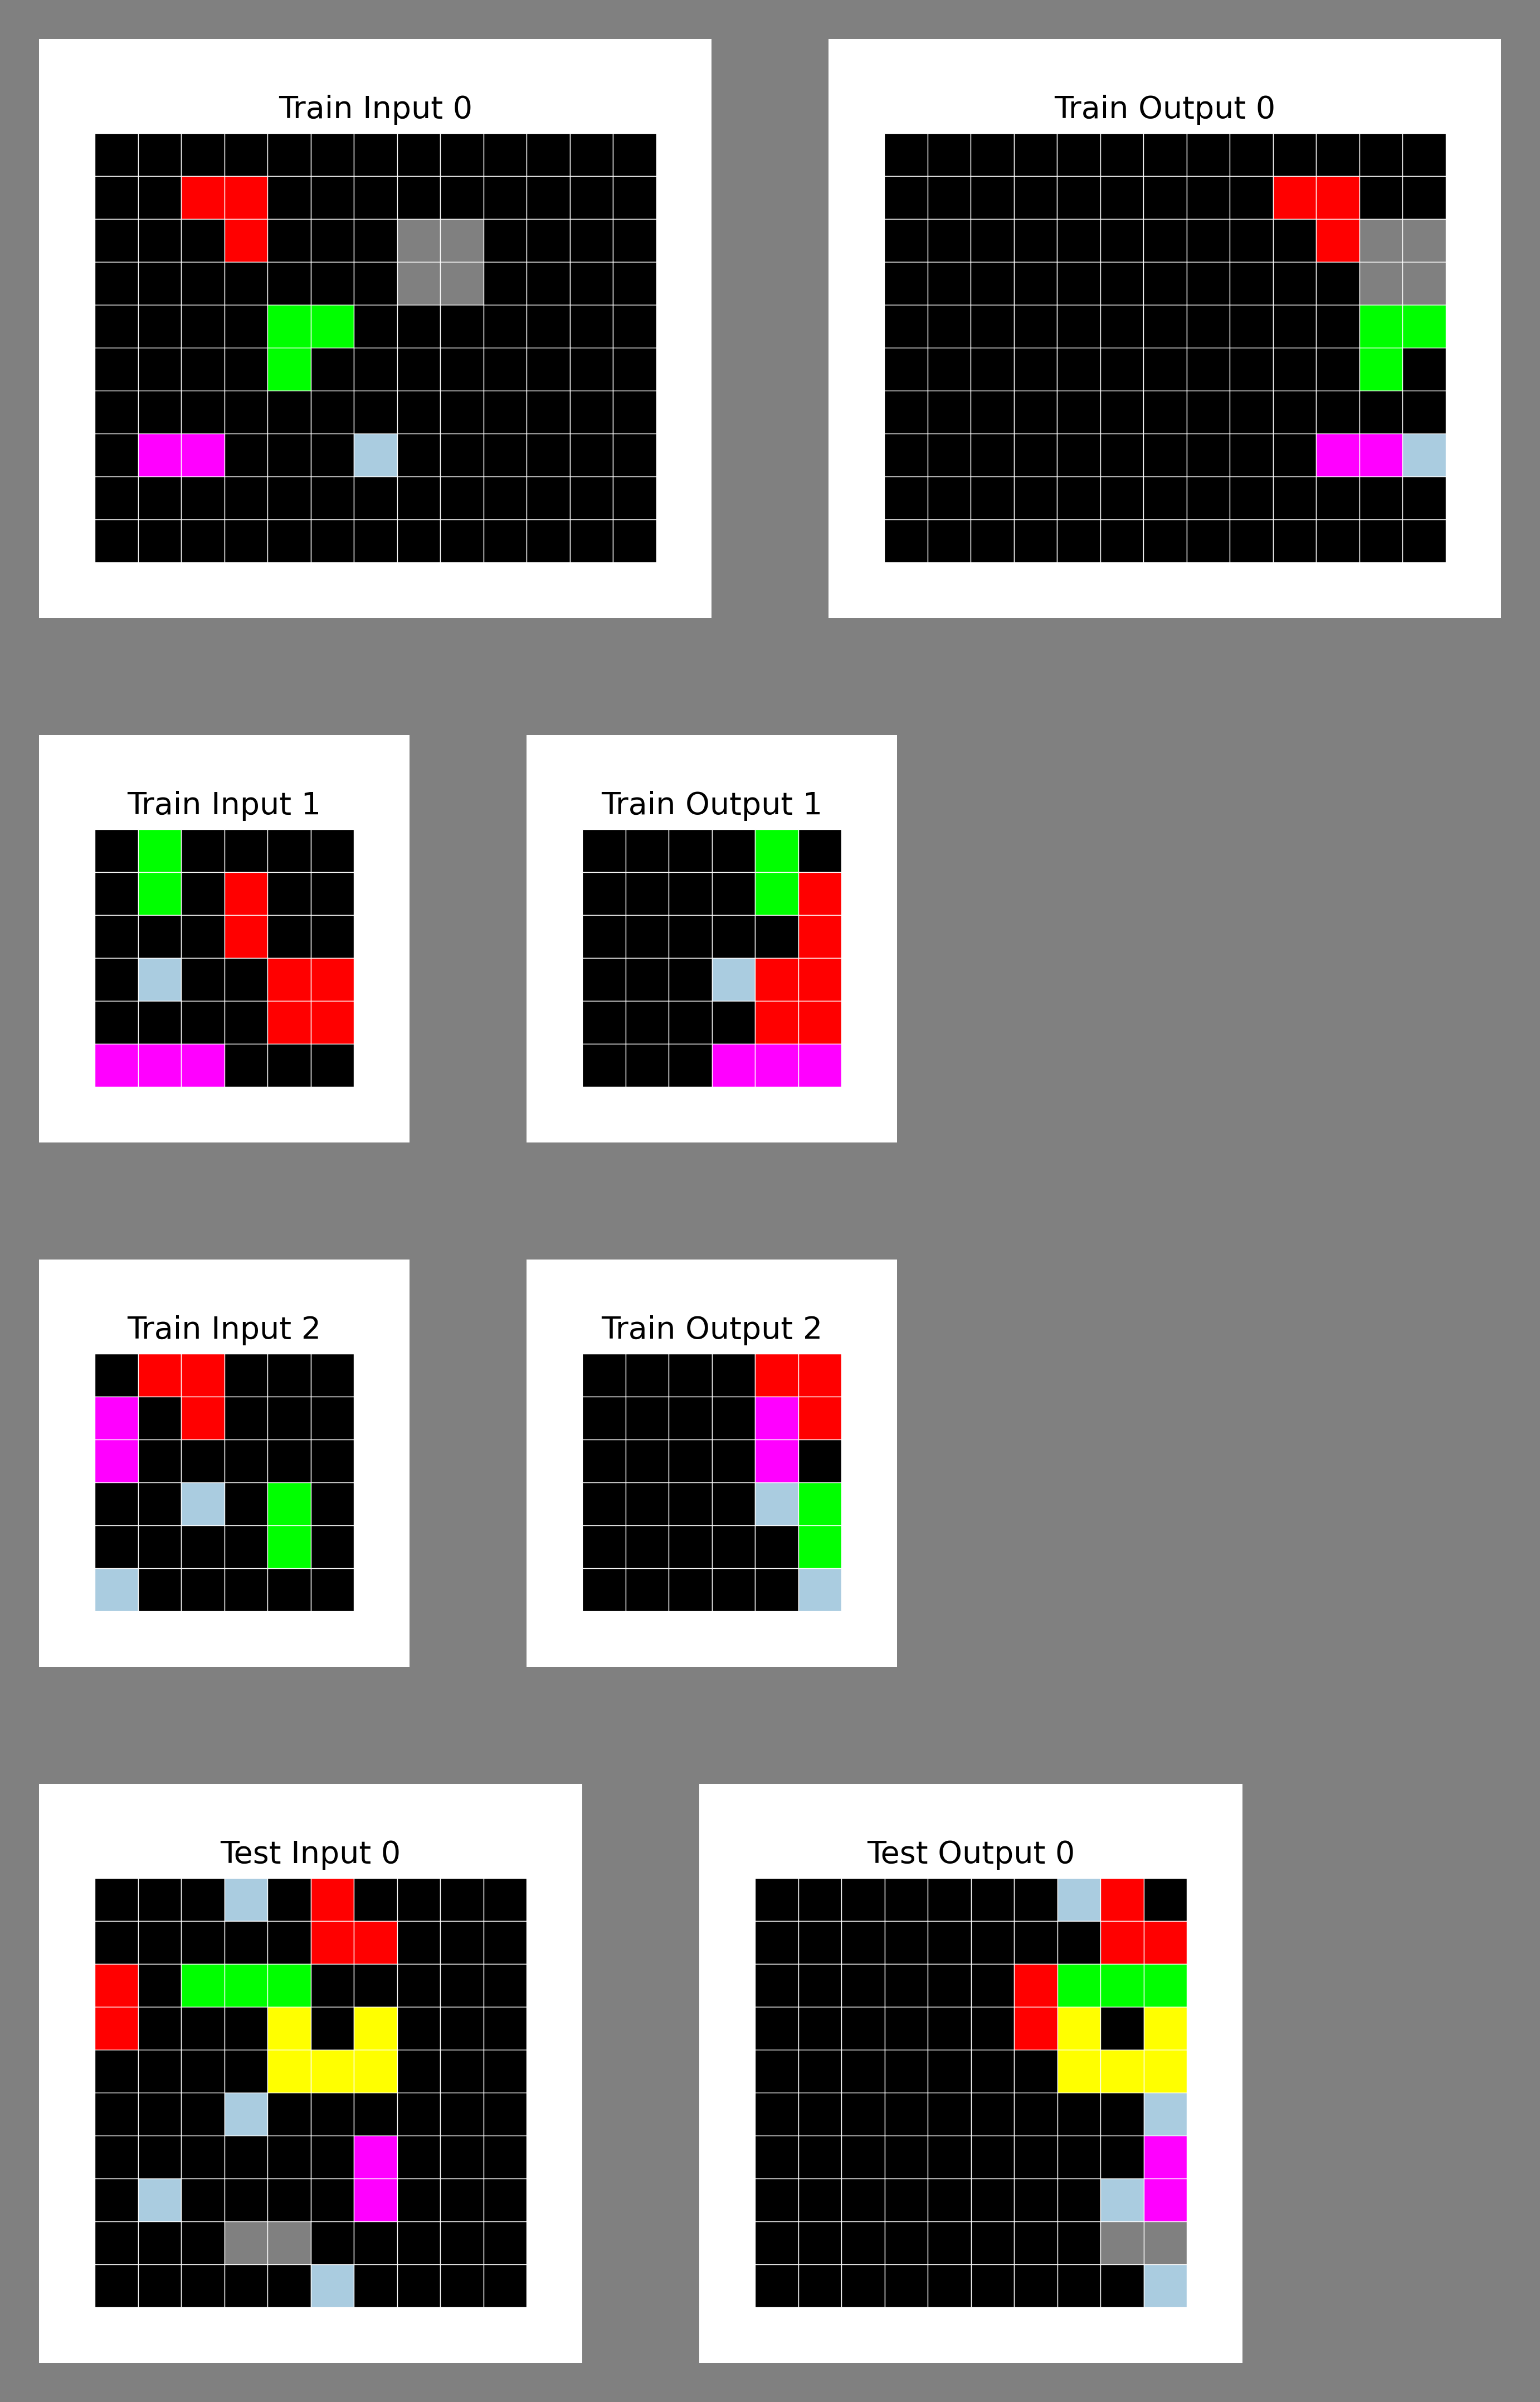 Train Input 0
Train Output 0
Train Input 1
Train Output 1
Train Input 2
Train Output 2
Test Input 0
Test Output 0